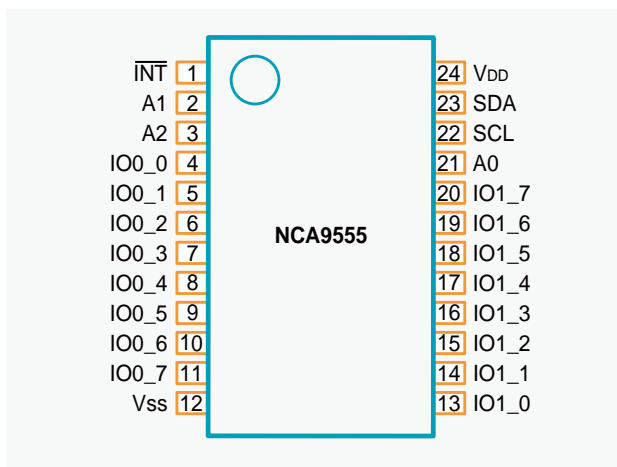 INT 1 24 VDD
A1 2 23 SDA
A2 3 22 SCL
IO0_0 4 21 A0
IO0_1 5 20 IO1_7
IO0_2 6 19 IO1_6
NCA9555
IO0_3 7 18 IO1_5
IO0_4 8 17 IO1_4
IO0_5 9 16 IO1_3
IO0_6 10 15 IO1_2
IO0_7 11 14 IO1_1
Vss 12 13 IO1_0